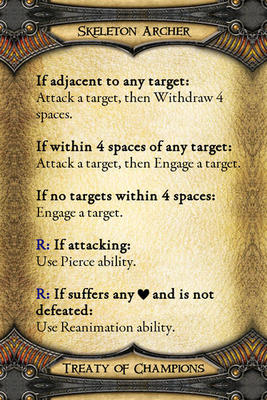 Skeleton Archer
If adjacent to any target:
Attack a target, then Withdraw 4
spaces.
If within 4 spaces of any target:
Attack a target, then Engage a target.
If no targets within 4 spaces:
Engage a target.
R: If attacking:
Use Pierce ability.
R: If suffers any ♥ and is not
defeated:
Use Reanimation ability.
Treaty of Champions